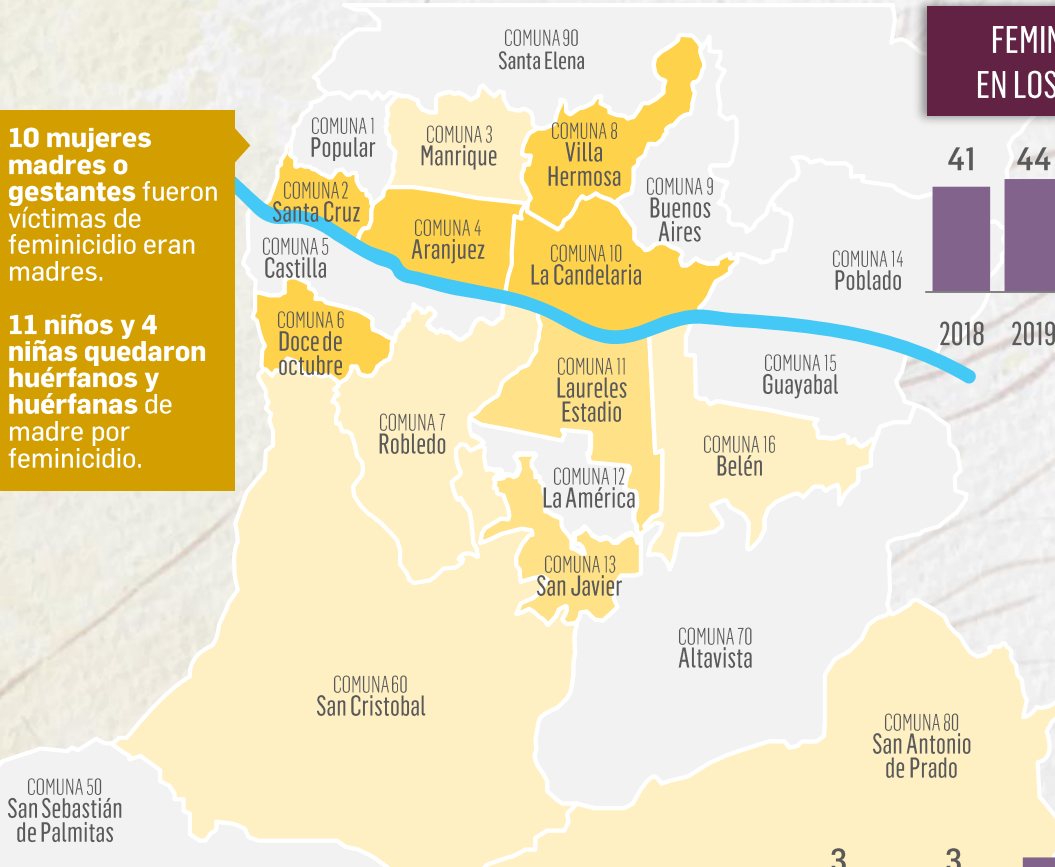 COMUNA 90
Santa Elena
COMUNA 1
Popular
COMUNA 3
Manrique
COMUNA 8
Villa
Hermosa
COMUNA 2
Santa Cruz
COMUNA 4
Aranjuez
COMUNA 9
Buenos
Aires
COMUNA 5
Castilla
COMUNA 10
La Candelaria
COMUNA 14
Poblado
COMUNA 6
Doce de
octubre
COMUNA 11
Laureles
Estadio
COMUNA 15
Guayabal
COMUNA 7
Robledo
COMUNA 16
Belén
COMUNA 12
La América
COMUNA 13
San Javier
COMUNA 70
Altavista
COMUNA 60
San Cristobal
COMUNA 80
San Antonio
de Prado
COMUNA 50
San Sebastián
de Palmitas
10 mujeres
madres o
gestantes fueron
víctimas de
feminicidio eran
madres.
11 niños y 4
niñas quedaron
huérfanos y
huérfanas de
madre por
feminicidio.
FEMIN
EN LOS
41 44
2018 2019
3 3